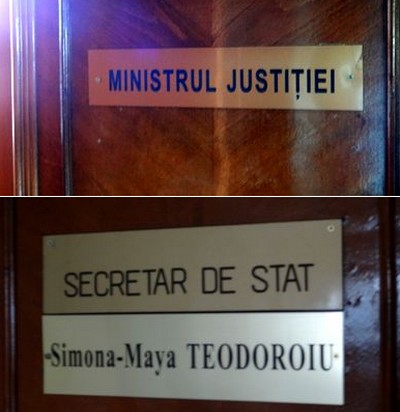 MINISTRUL JUSTIȚIEI
SECRETAR DE STAT
Simona-Maya TEODOROIU